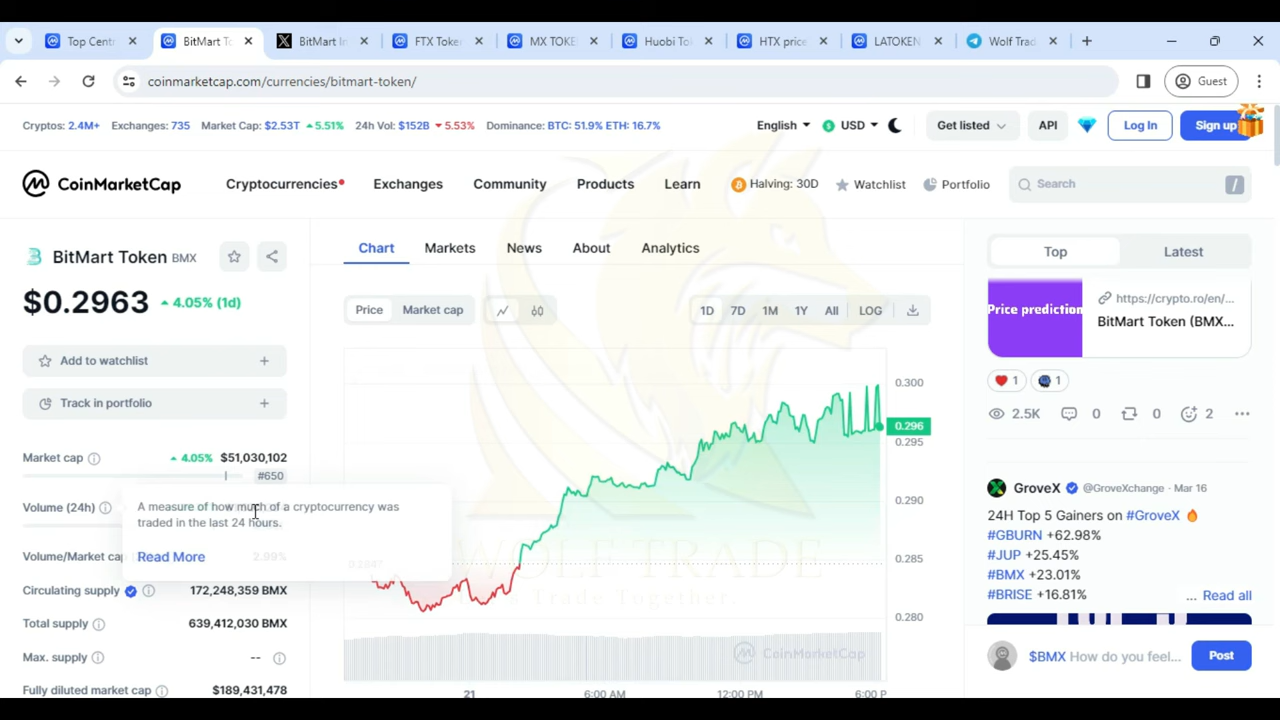 Top Centr
BitMart To
BitMart In
FTX Toke
MX TOKE
Huobi To
HTX price
LATOKEN
Wolf Trad
coinmarketcap.com/currencies/bitmart-token/
Guest
Cryptos: 2.4M+ Exchanges: 735 Market Cap: $2.53T 5.51% 24h Vol: $152B 5.53% Dominance: BTC: 51.9% ETH: 16.7%
English USD Get listed API Log In Sign up
CoinMarketCap
Cryptocurrencies Exchanges Community Products Learn
Halving: 30D Watchlist Portfolio Search /
BitMart Token BMX
$0.2963 4.05% (1d)
Add to watchlist +
Track in portfolio +
Market cap 4.05% $51,030,102
#650
Volume (24h)
A measure of how much of a cryptocurrency was
traded in the last 24 hours.
Read More
Volume/Market cap 2.99%
Circulating supply 172,248,359 BMX
Total supply 639,412,030 BMX
Max. supply --
Fully diluted market cap $189,431,478
Chart Markets News About Analytics
Price Market cap
1D 7D 1M 1Y All LOG
0.300
0.296
0.295
0.290
0.285
0.280
0.2847
WOLF TRADE
Trade Together.
CoinMarketCap
21 6:00 AM 12:00 PM 6:00 P
Top Latest
Price prediction
https://crypto.ro/en/...
BitMart Token (BMX...
1 1
2.5K 0 0 2
GroveX @GroveXchange · Mar 16
24H Top 5 Gainers on #GroveX
#GBURN +62.98%
#JUP +25.45%
#BMX +23.01%
#BRISE +16.81%
... Read all
$BMX How do you feel... Post